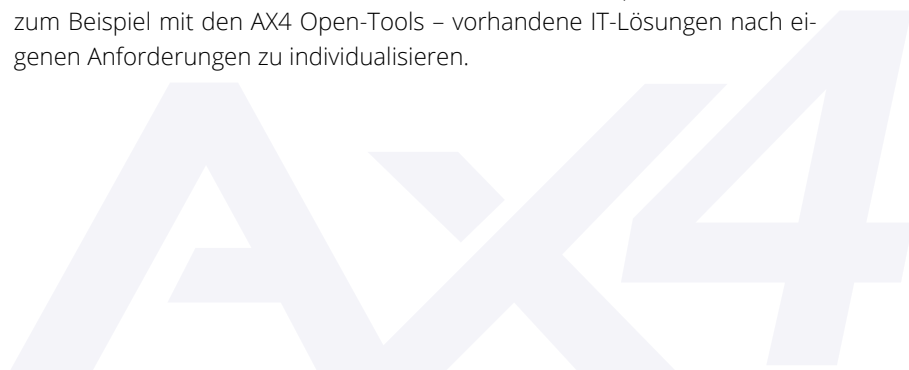 zum Beispiel mit den AX4 Open-Tools – vorhandene IT-Lösungen nach ei-
genen Anforderungen zu individualisieren.
AX4